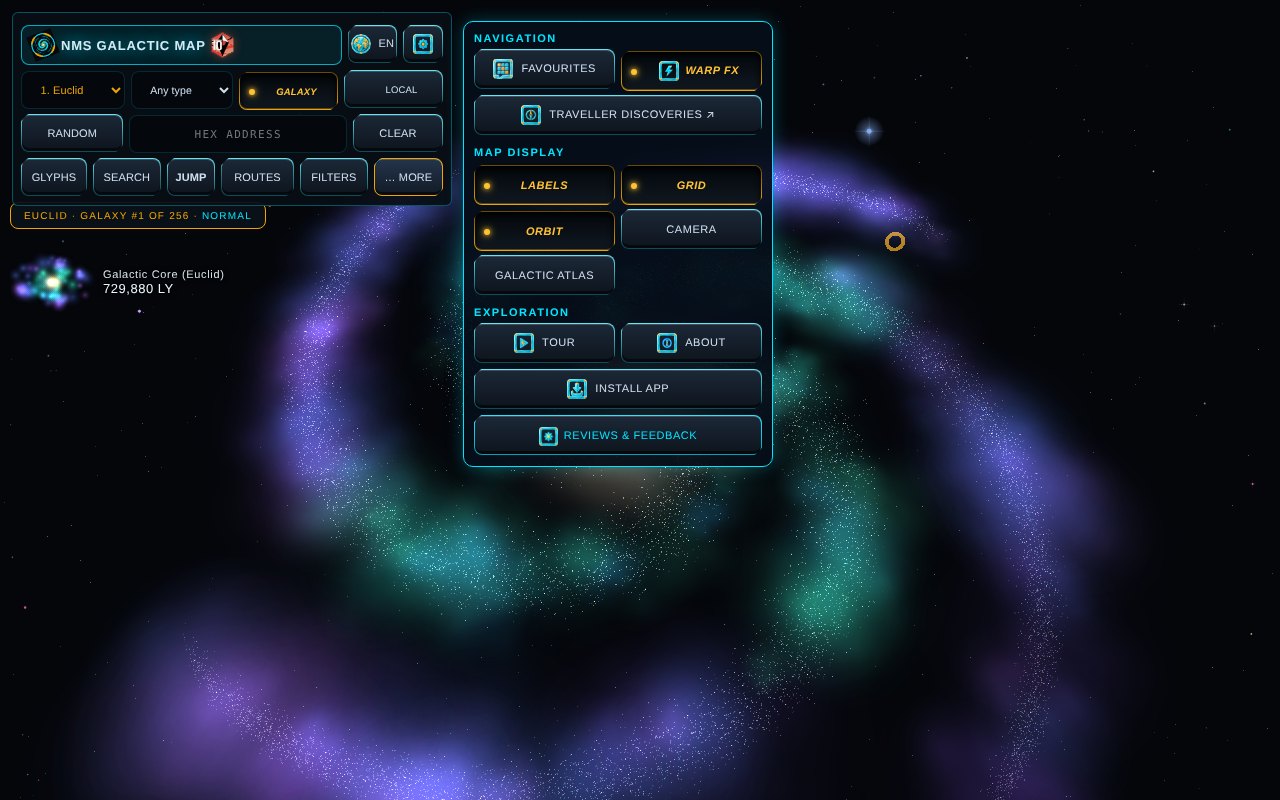 NMS GALACTIC MAP
EN
1. Euclid
Any type
GALAXY
LOCAL
RANDOM
HEX ADDRESS
CLEAR
GLYPHS
SEARCH
JUMP
ROUTES
FILTERS
... MORE
EUCLID · GALAXY #1 OF 256 · NORMAL
Galactic Core (Euclid)
729,880 LY
NAVIGATION
FAVOURITES
WARP FX
TRAVELLER DISCOVERIES ↗
MAP DISPLAY
LABELS
GRID
ORBIT
CAMERA
GALACTIC ATLAS
EXPLORATION
TOUR
ABOUT
INSTALL APP
REVIEWS & FEEDBACK